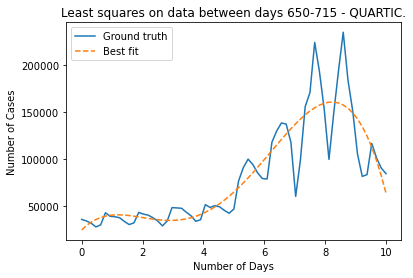 Least squares on data between days 650-715 - QUARTIC.
Ground truth
Best fit
Number of Cases
200000
150000
100000
50000
0
2
4
6
8
10
Number of Days